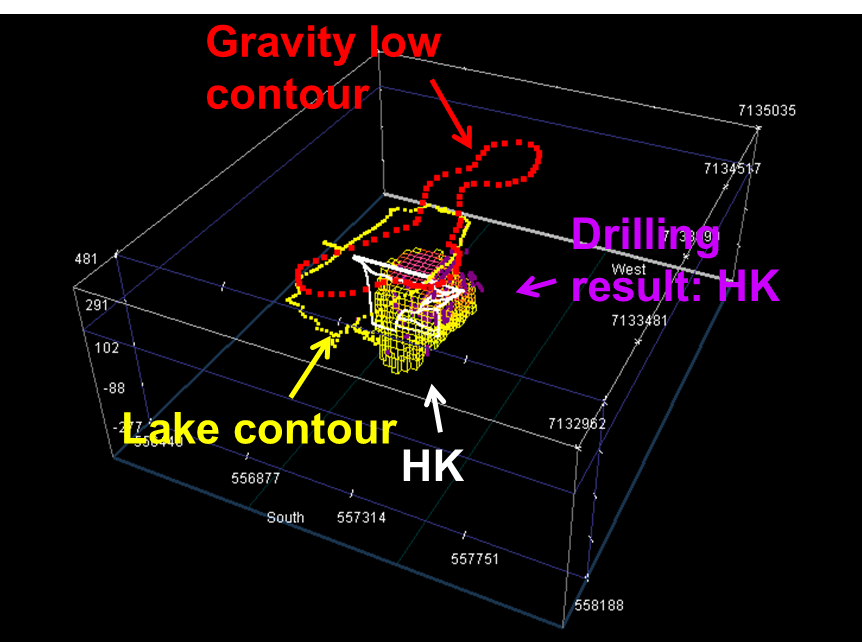 Gravity low
contour
7135035
7134517
Drilling
West
result: HK
481
291
7133481
102
-88
Lake contour
7132962
HK
556877
South
557314
557751
558188